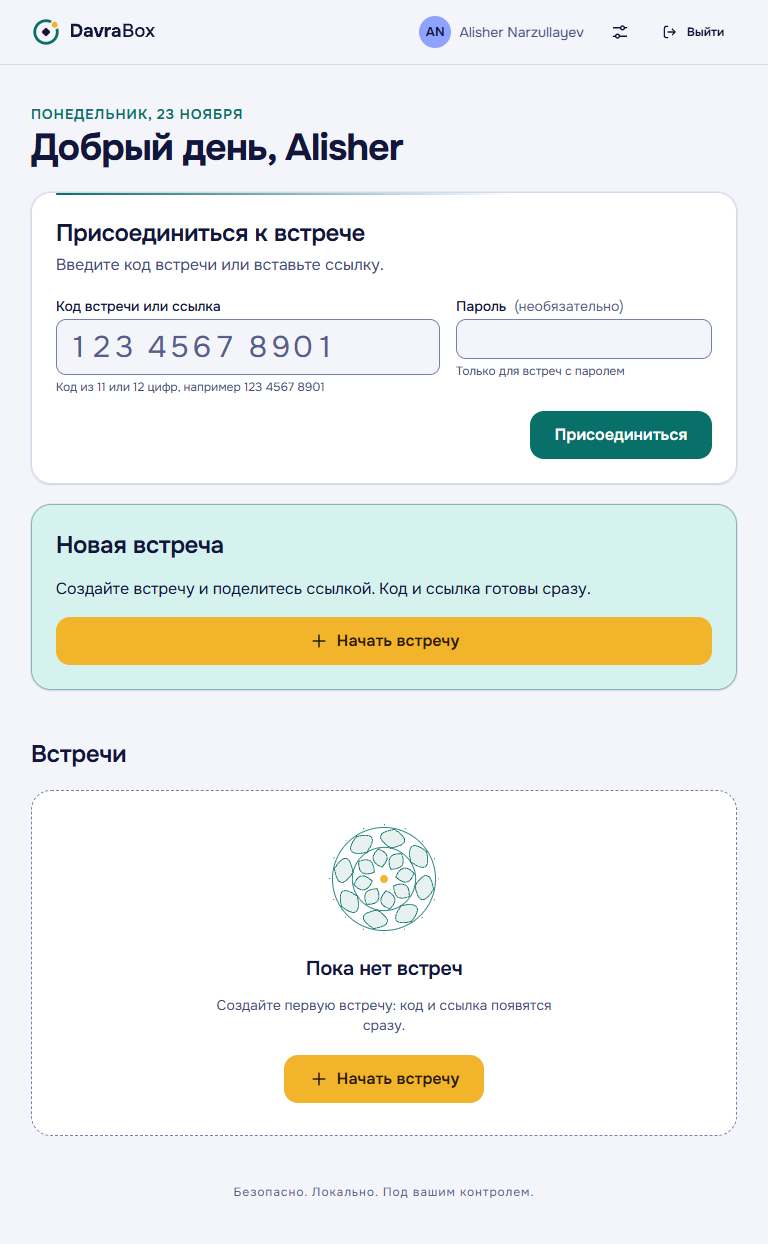 DavraBox
AN Alisher Narzullayev Выйти
ПОНЕДЕЛЬНИК, 23 НОЯБРЯ
Добрый день, Alisher
Присоединиться к встрече
Введите код встречи или вставьте ссылку.
Код встречи или ссылка
123 4567 8901
Код из 11 или 12 цифр, например 123 4567 8901
Пароль (необязательно)
Только для встреч с паролем
Присоединиться
Новая встреча
Создайте встречу и поделитесь ссылкой. Код и ссылка готовы сразу.
Начать встречу
Встречи
Пока нет встреч
Создайте первую встречу: код и ссылка появятся
сразу.
Начать встречу
Безопасно. Локально. Под вашим контролем.